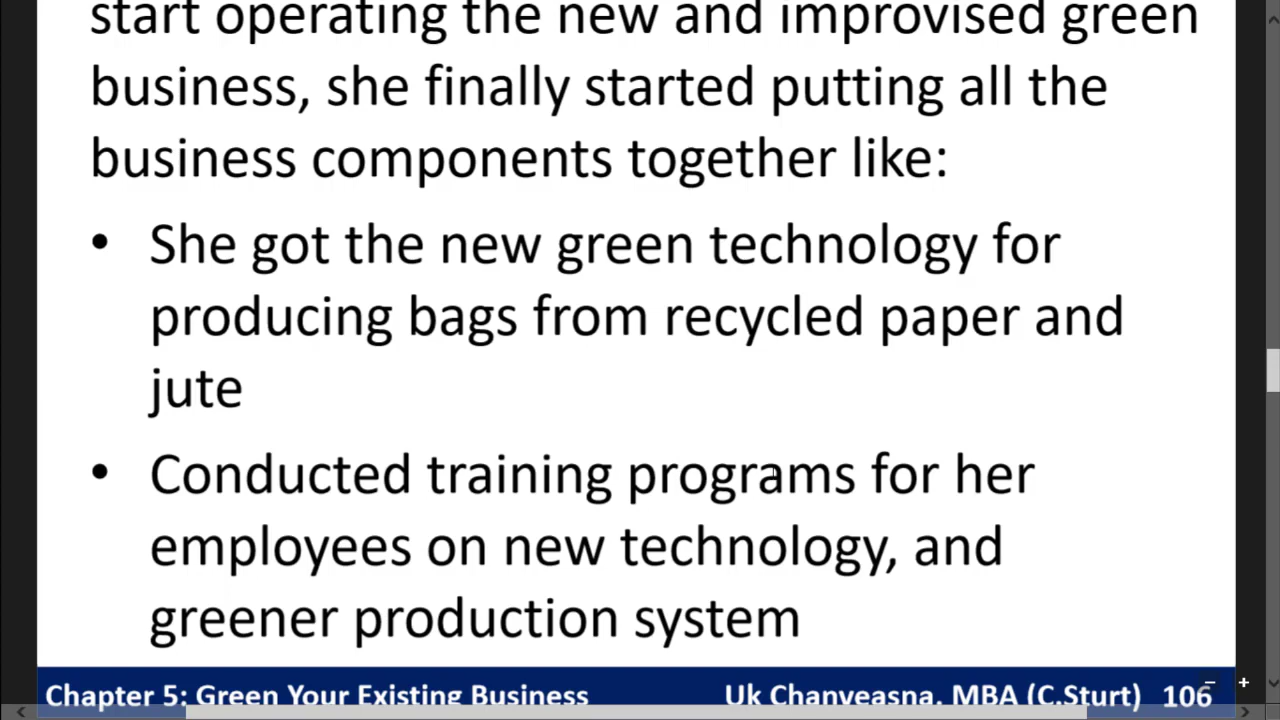 start operating the new and improvised green
business, she finally started putting all the
business components together like:
• She got the new green technology for
producing bags from recycled paper and
jute
• Conducted training programs for her
employees on new technology, and
greener production system
Chapter 5: Green Your Existing Business Uk Chanveasna, MBA (C.Sturt) 106